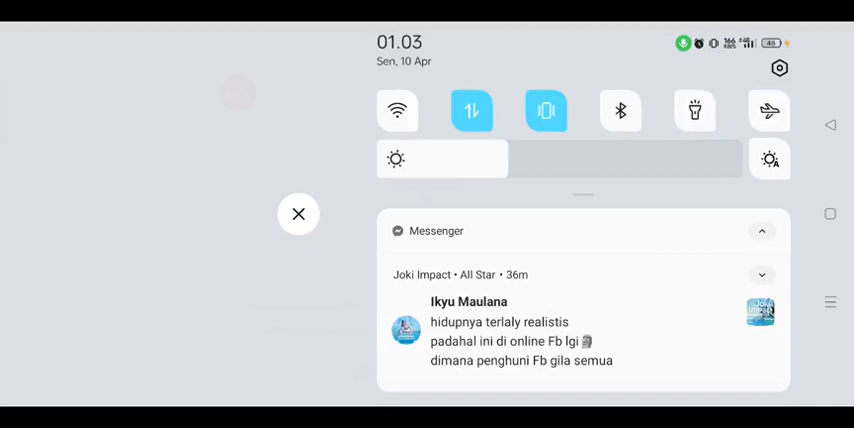 01.03
Sen, 10 Apr
48
Messenger
Joki Impact • All Star • 36m
Ikyu Maulana
hidupnya terlaly realistis
padahal ini di online Fb lgi🗿
dimana penghuni Fb gila semua